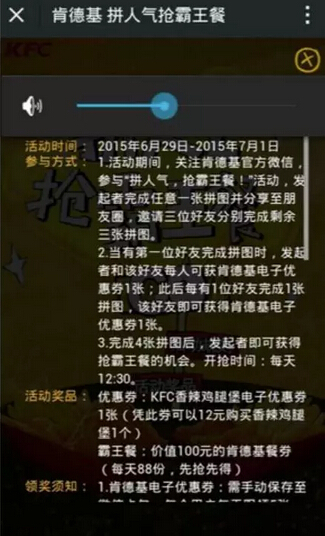 肯德基 拼人气抢霸王餐
KFC
活动时间： 2015年6月29日-2015年7月1日
参与方式： 1.活动期间，关注肯德基官方微信，
参与“拼人气，抢霸王餐！”活动，发
起者完成任意一张拼图并分享至朋
友圈，邀请三位好友分别完成剩余
三张拼图。
2.当有第一位好友完成拼图时，发起
者和该好友每人可获肯德基电子优
惠券1张；此后每有1位好友完成1张
拼图，该好友即可获得肯德基电子
优惠券1张。
3.完成4张拼图后，发起者即可获得
抢霸王餐的机会。开抢时间：每天
12:30。
活动奖品： 优惠券：KFC香辣鸡腿堡电子优惠券
1张（凭此券可以12元购买香辣鸡腿
堡1个）
霸王餐：价值100元的肯德基餐券
（每天88份，先抢先得）
领奖须知： 1.肯德基电子优惠券：需手动保存至